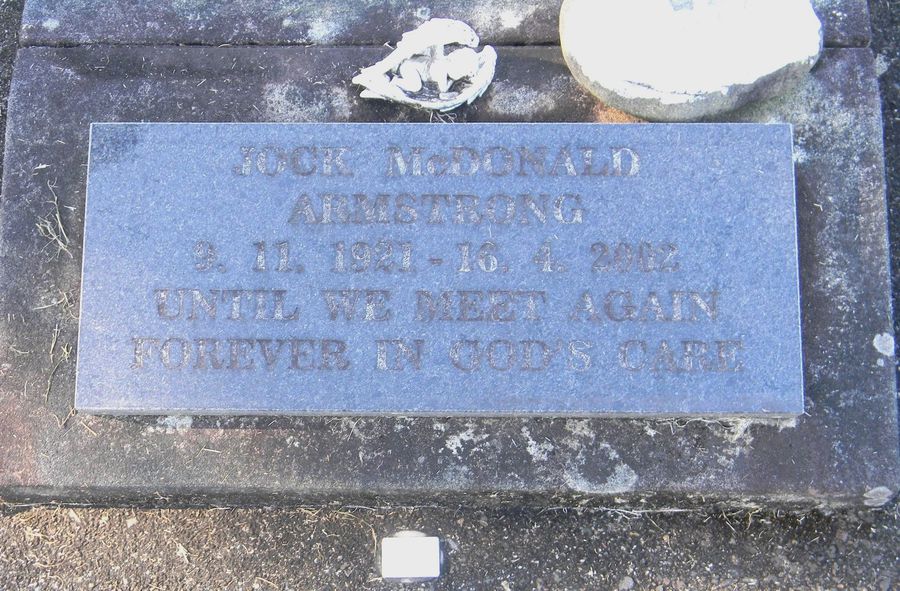 JOCK McDONALD
ARMSTRONG
9. 11. 1921 - 16. 4. 2002
UNTIL WE MEET AGAIN
FOREVER IN GOD'S CARE